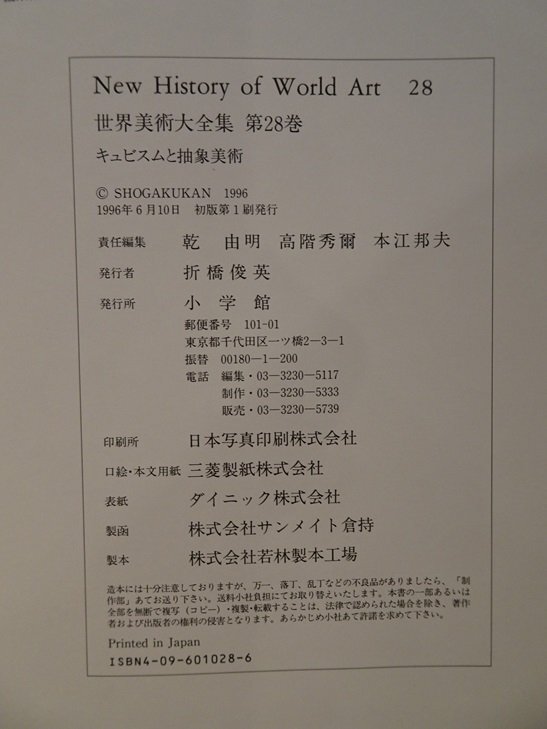 New History of World Art 28
世界美術大全集 第28巻
キュビスムと抽象美術
© SHOGAKUKAN 1996
1996年6月10日 初版第1刷発行
責任編集 乾 由明 高階秀爾 本江邦夫
発行者 折橋俊英
発行所 小学館
郵便番号 101-01
東京都千代田区一ツ橋2—3—1
振替 00180—1—200
電話 編集・03—3230—5117
制作・03—3230—5333
販売・03—3230—5739
印刷所 日本写真印刷株式会社
口絵・本文用紙 三菱製紙株式会社
表紙 ダイニック株式会社
製函 株式会社サンメイト倉持
製本 株式会社若林製本工場
造本には十分注意しておりますが、万一、落丁、乱丁などの不良品がありましたら、「制
作部」あてお送り下さい。送料小社負担にてお取り替えいたします。本書の一部あるいは
全部を無断で複写（コピー）・複製・転載することは、法律で認められた場合を除き、著作
者および出版者の権利の侵害となります。あらかじめ小社あて許諾を求めて下さい。
Printed in Japan
ISBN4-09-601028-6